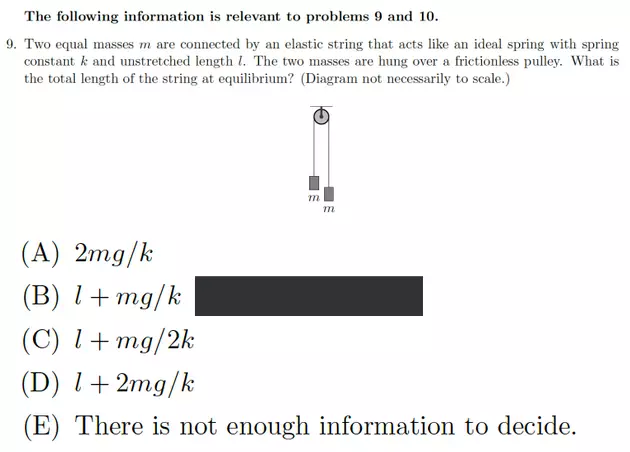 The following information is relevant to problems 9 and 10.
9. Two equal masses m are connected by an elastic string that acts like an ideal spring with spring
constant k and unstretched length l. The two masses are hung over a frictionless pulley. What is
the total length of the string at equilibrium? (Diagram not necessarily to scale.)
m
m
(A) 2mg/k
(B) l + mg/k
(C) l + mg/2k
(D) l + 2mg/k
(E) There is not enough information to decide.